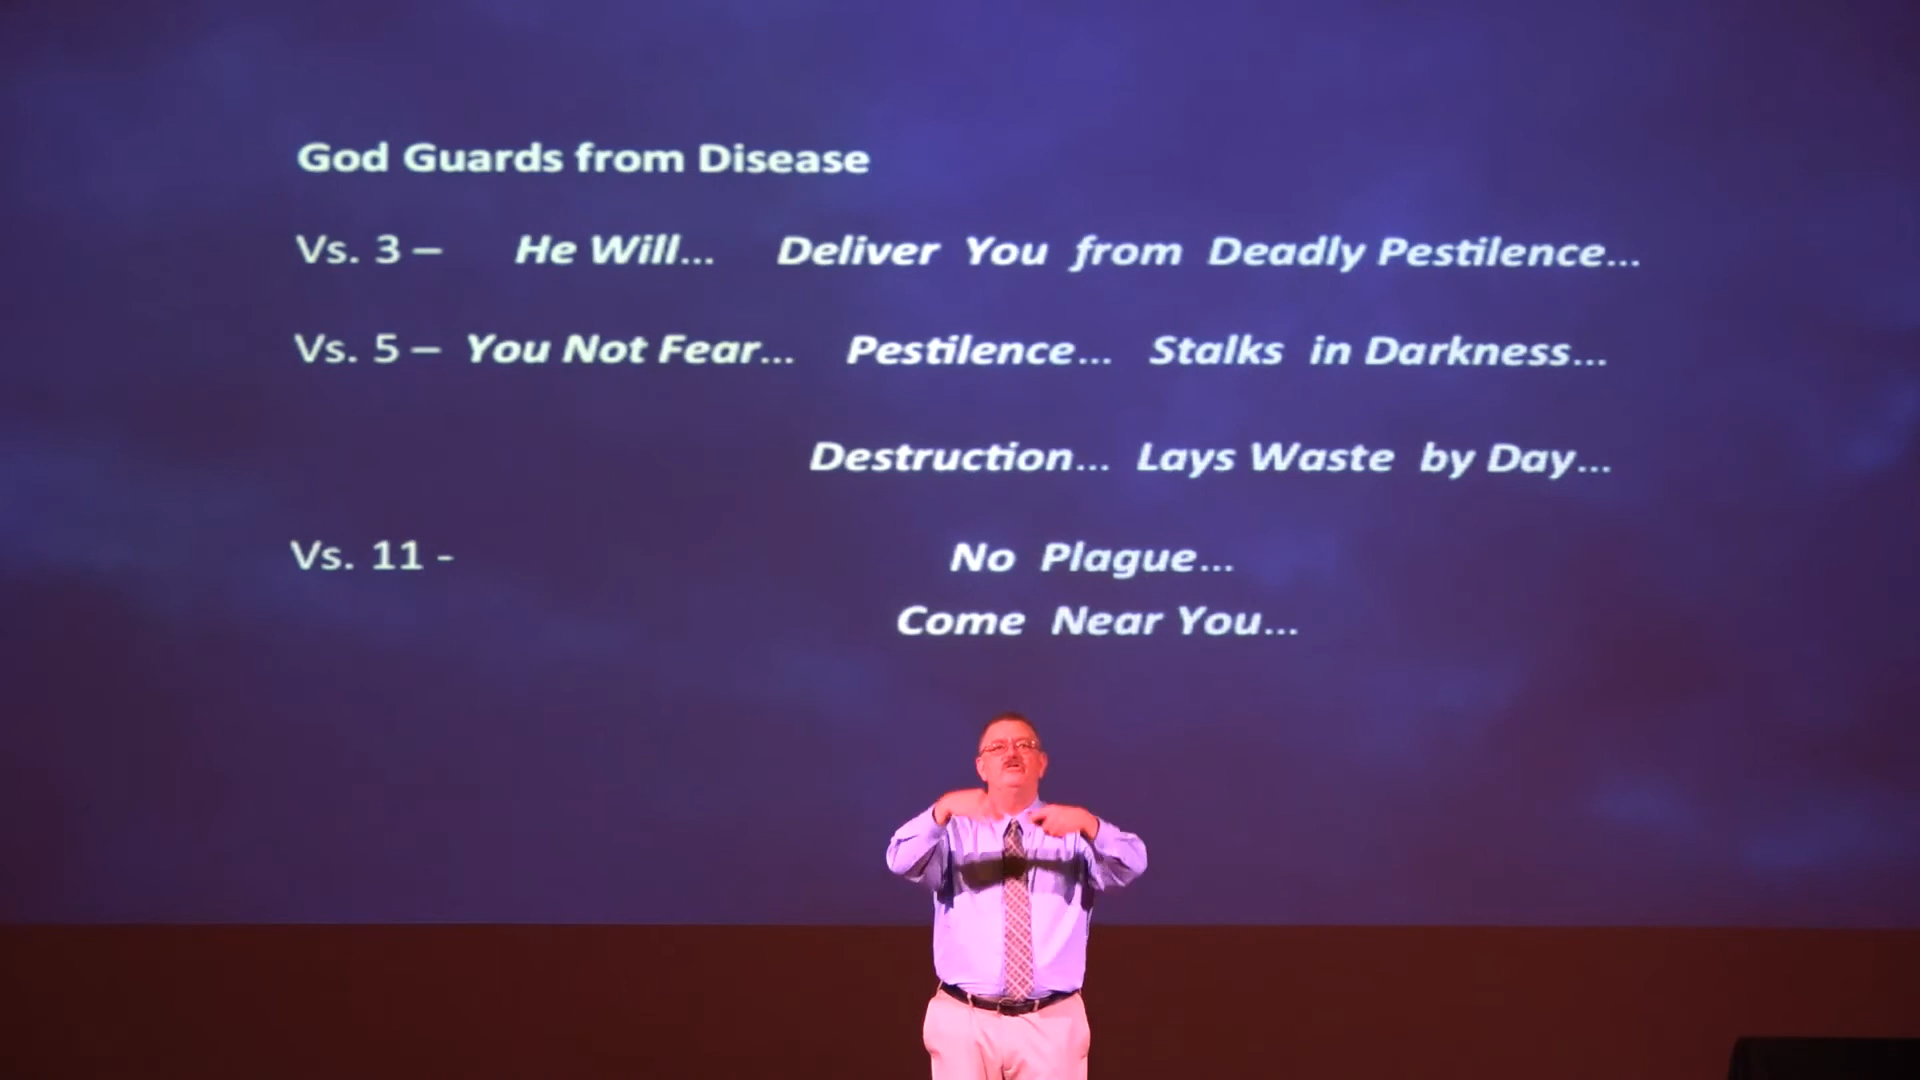 God Guards from Disease
Vs. 3 – He Will... Deliver You from Deadly Pestilence...
Vs. 5 – You Not Fear... Pestilence... Stalks in Darkness...
Destruction... Lays Waste by Day...
Vs. 11 - No Plague...
Come Near You...